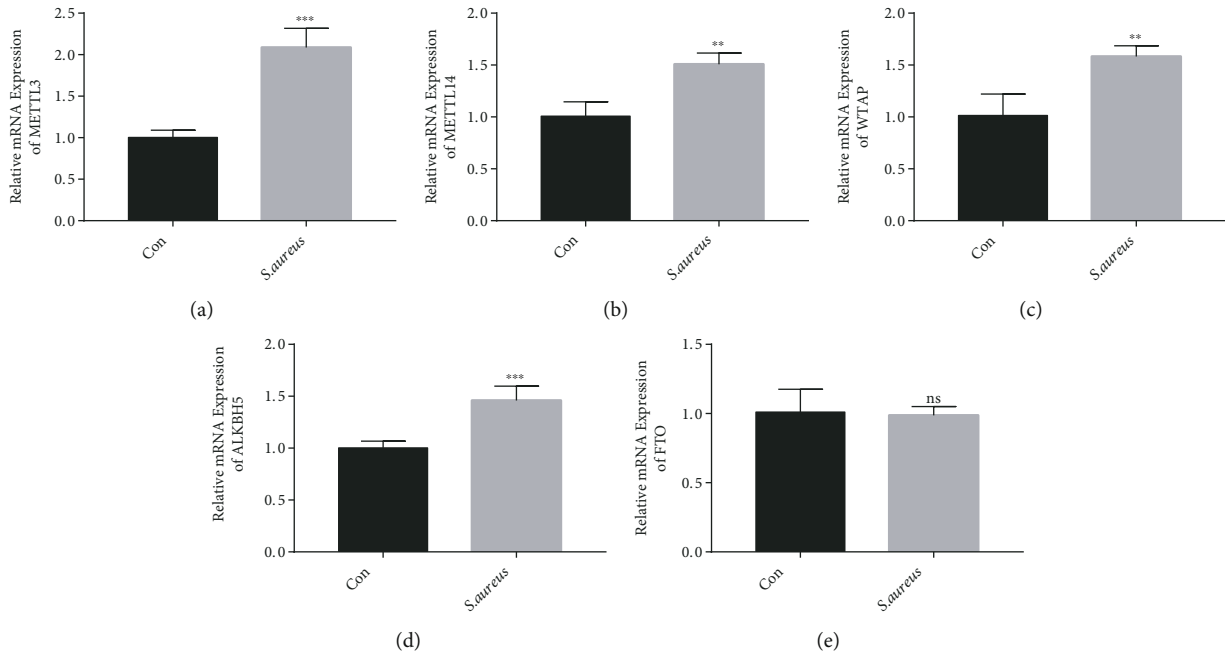 Relative mRNA Expression
of METTL3
2.5
2.0
1.5
1.0
0.5
0.0
***
Con
S.aureus
(a)
Relative mRNA Expression
of METTL14
2.0
1.5
1.0
0.5
0.0
**
Con
S.aureus
(b)
Relative mRNA Expression
of WTAP
2.0
1.5
1.0
0.5
0.0
**
Con
S.aureus
(c)
Relative mRNA Expression
of ALKBH5
2.0
1.5
1.0
0.5
0.0
***
Con
S.aureus
(d)
Relative mRNA Expression
of FTO
1.5
1.0
0.5
0.0
ns
Con
S.aureus
(e)